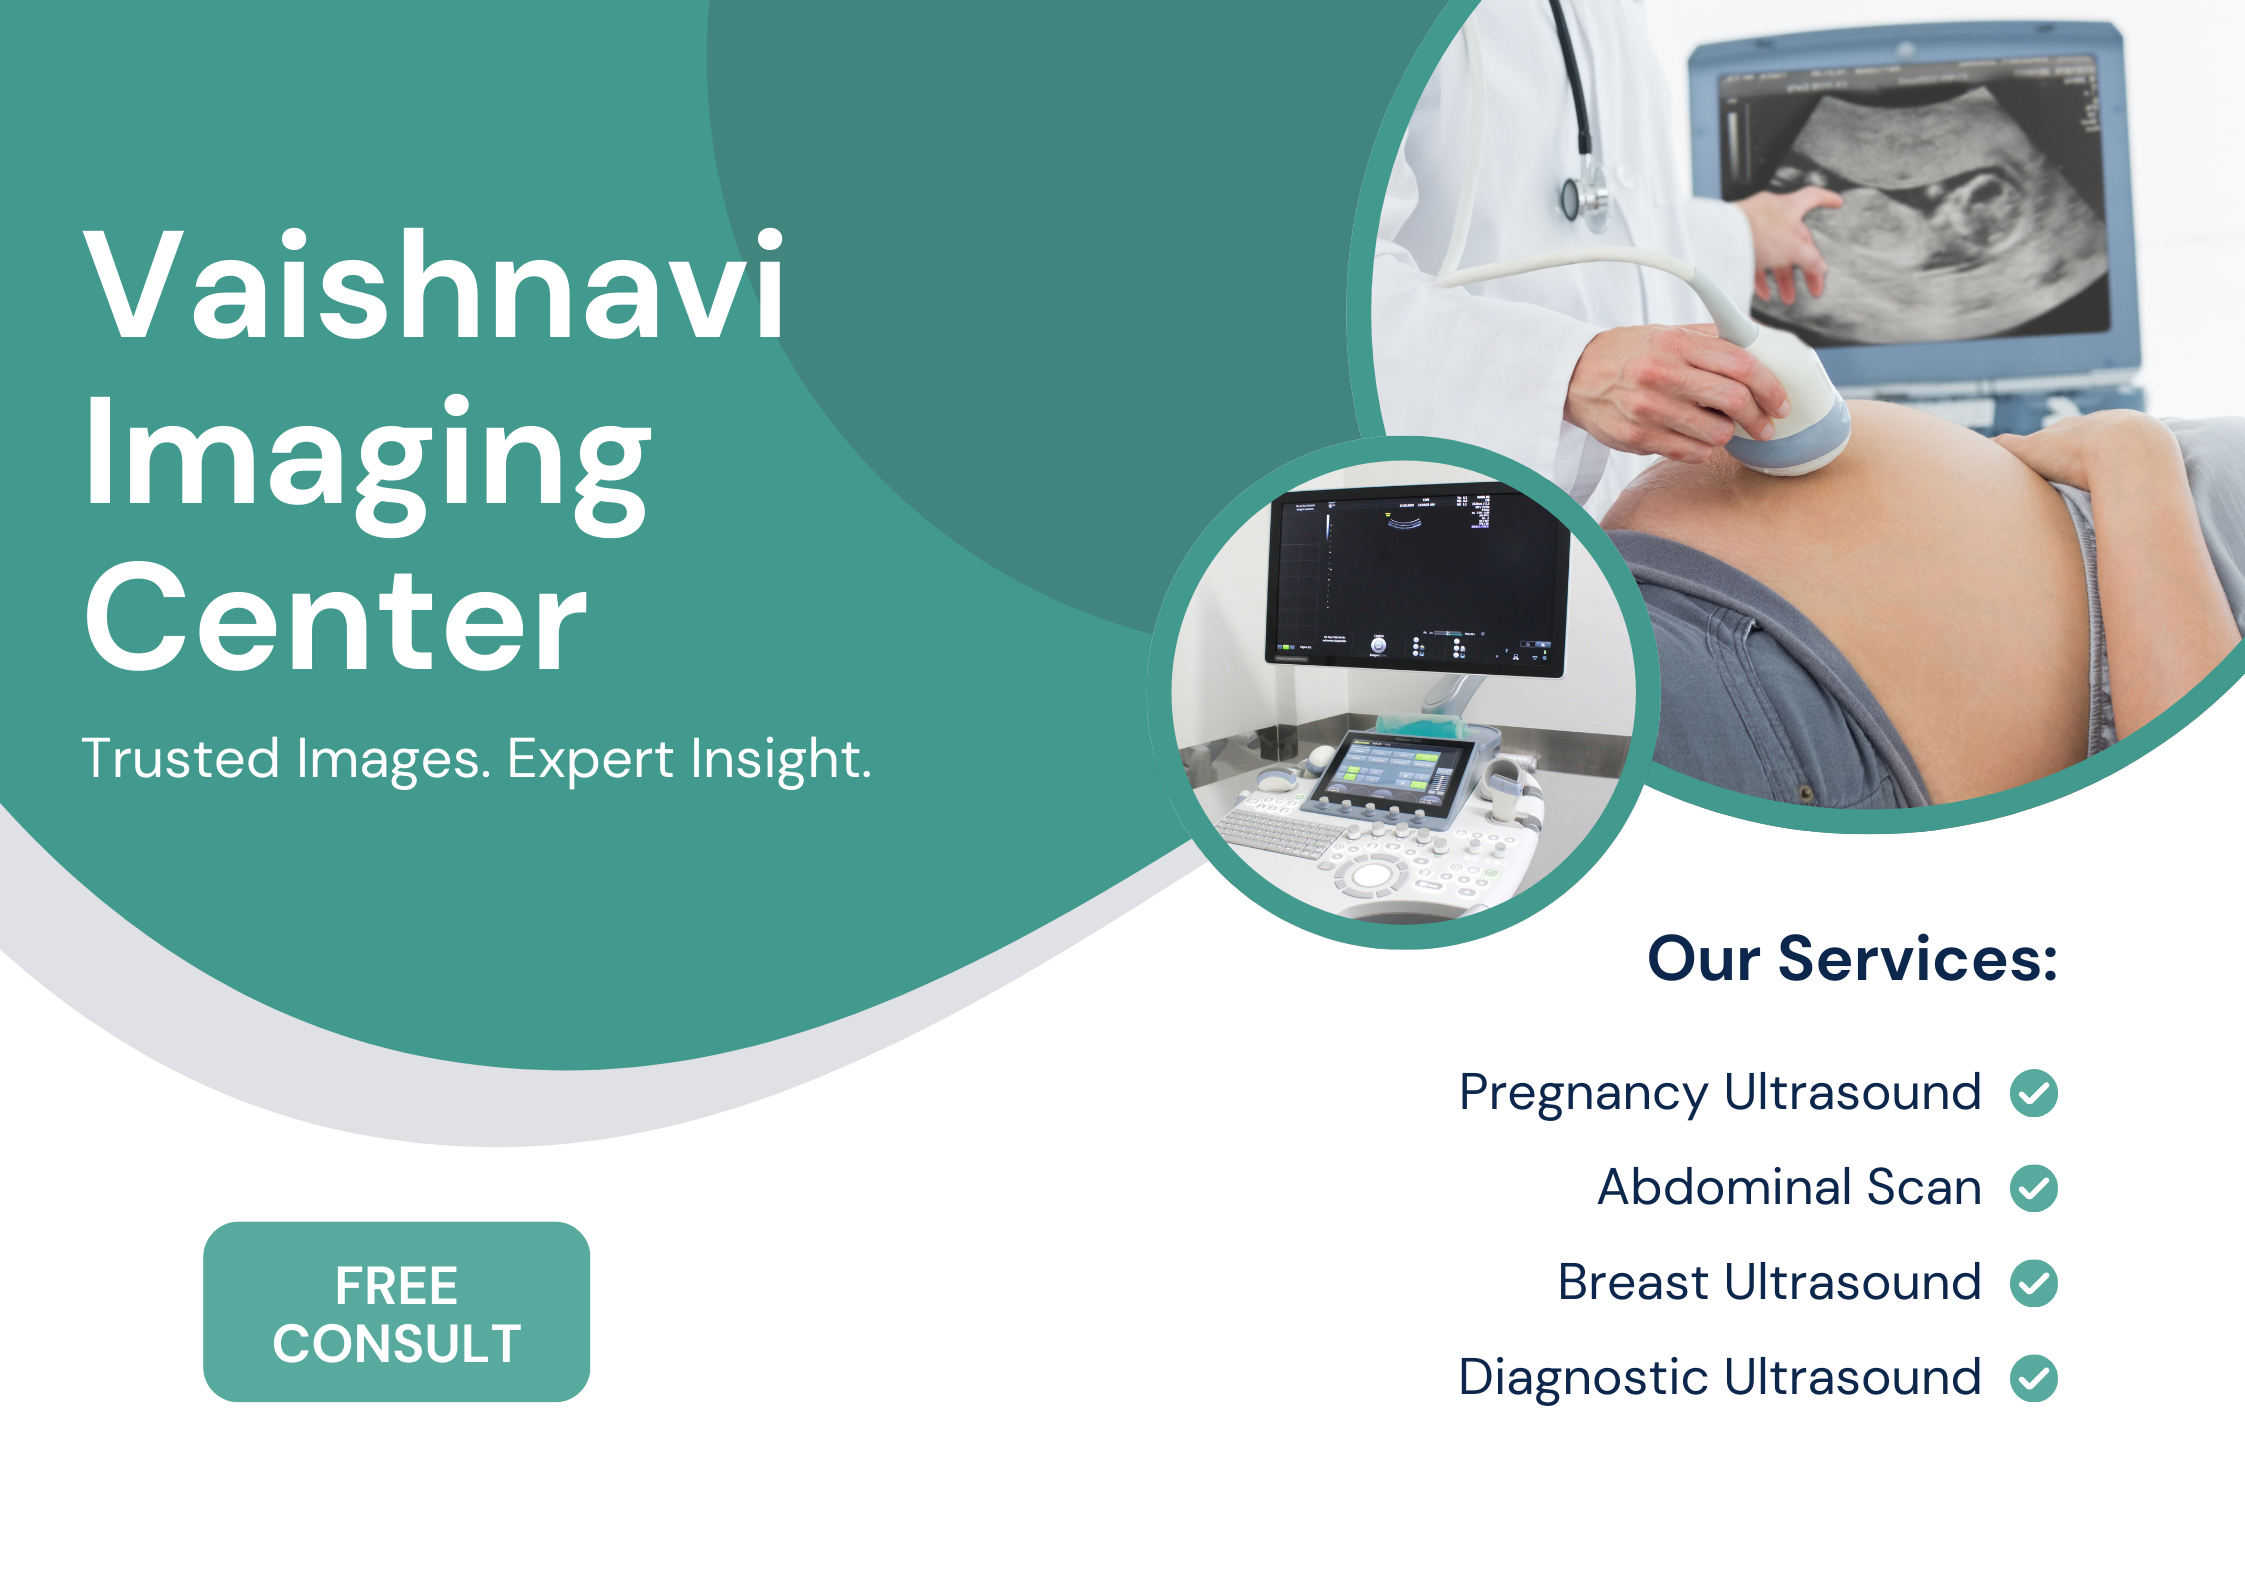 Vaishnavi
Imaging
Center
Trusted Images. Expert Insight.
Our Services:
Pregnancy Ultrasound
Abdominal Scan
Breast Ultrasound
Diagnostic Ultrasound
FREE
CONSULT